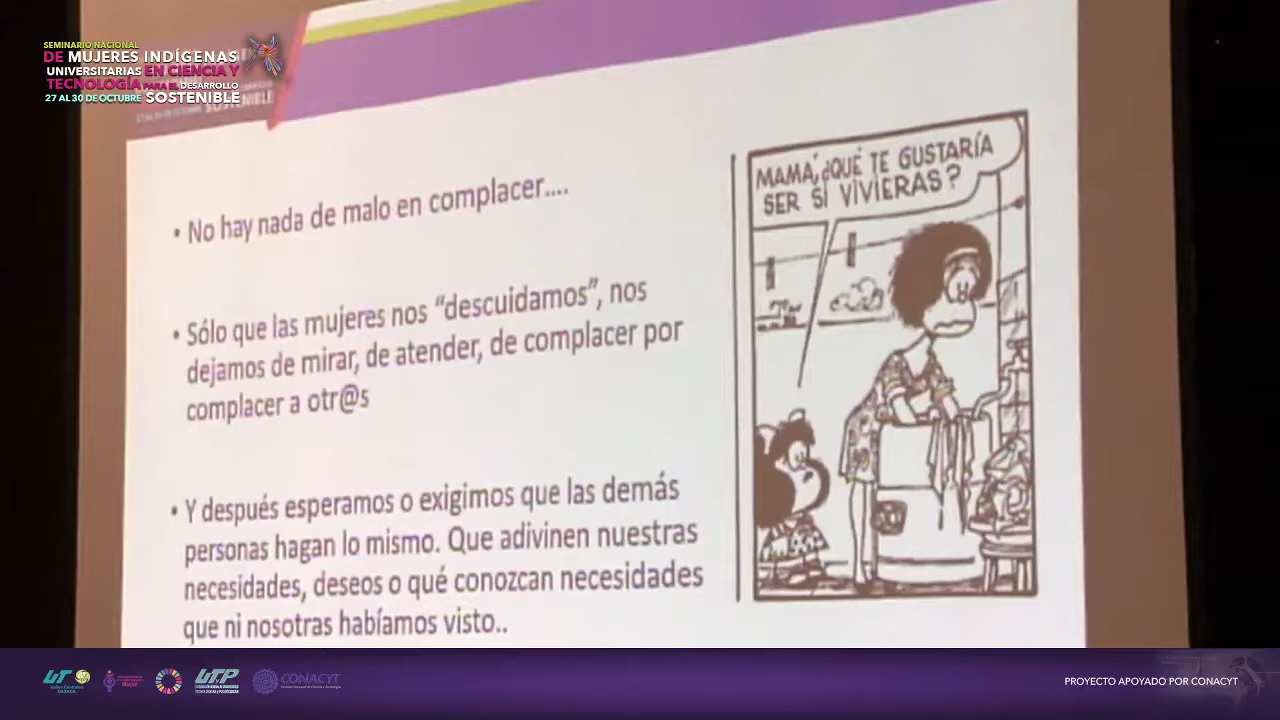 SEMINARIO NACIONAL
DE MUJERES INDÍGENAS
UNIVERSITARIAS EN CIENCIA Y
TECNOLOGÍA PARA EL DESARROLLO
27 AL 30 DE OCTUBRE SOSTENIBLE
• No hay nada de malo en complacer....
• Sólo que las mujeres nos “descuidamos”, nos
dejamos de mirar, de atender, de complacer por
complacer a otr@s
• Y después esperamos o exigimos que las demás
personas hagan lo mismo. Que adivinen nuestras
necesidades, deseos o qué conozcan necesidades
que ni nosotras habíamos visto..
MAMÁ, ¿QUÉ TE GUSTARÍA
SER SI VIVIERAS?
UT
OAXACA
UTP
CONACYT
PROYECTO APOYADO POR CONACYT